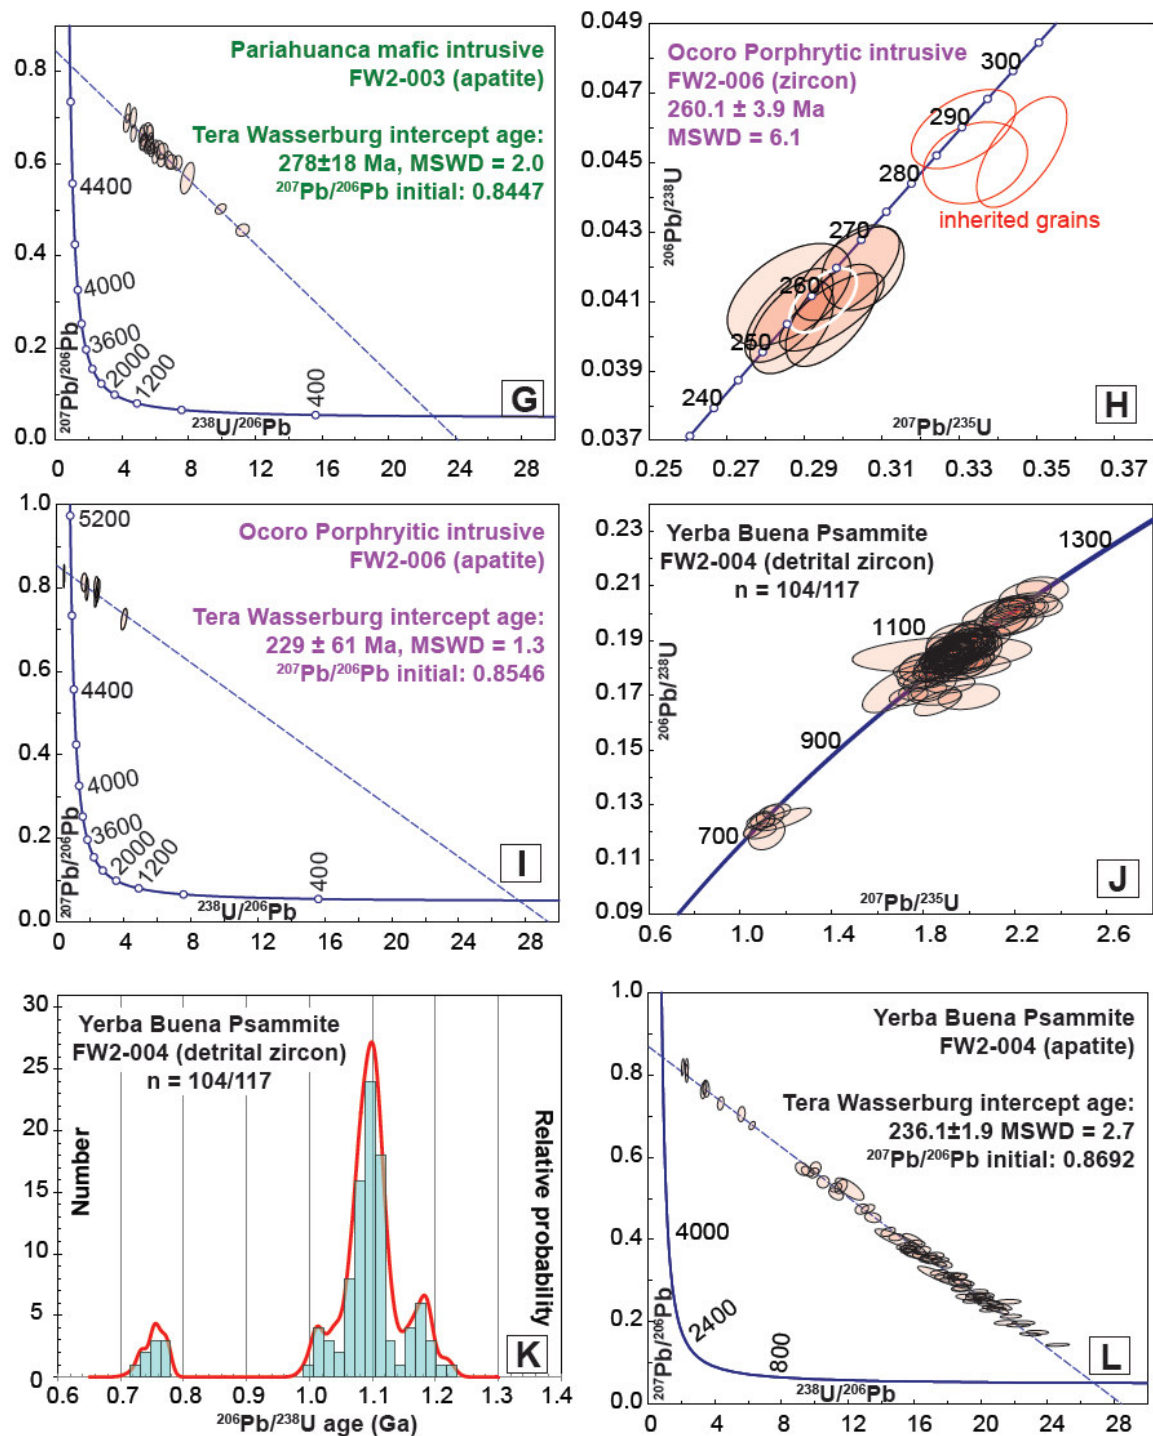 Pariahuanca mafic intrusive
FW2-003 (apatite)
Tera Wasserburg intercept age:
278±18 Ma, MSWD = 2.0
²⁰⁷Pb/²⁰⁶Pb initial: 0.8447
0.8
0.6
0.4
0.2
0.0
4400
4000
3600
2000
1200
400
²⁰⁷Pb/²⁰⁶Pb
²³⁸U/²⁰⁶Pb
G
0 4 8 12 16 20 24 28
Ocoro Porphrytic intrusive
FW2-006 (zircon)
260.1 ± 3.9 Ma
MSWD = 6.1
0.049
0.047
0.045
0.043
0.041
0.039
0.037
300
290
280
270
260
250
240
inherited grains
²⁰⁶Pb/²³⁸U
²⁰⁷Pb/²³⁵U
H
0.25 0.27 0.29 0.31 0.33 0.35 0.37
Ocoro Porphryitic intrusive
FW2-006 (apatite)
Tera Wasserburg intercept age:
229 ± 61 Ma, MSWD = 1.3
²⁰⁷Pb/²⁰⁶Pb initial: 0.8546
1.0
0.8
0.6
0.4
0.2
0.0
5200
4400
4000
3600
2000
1200
400
²⁰⁷Pb/²⁰⁶Pb
²³⁸U/²⁰⁶Pb
I
0 4 8 12 16 20 24 28
Yerba Buena Psammite
FW2-004 (detrital zircon)
n = 104/117
0.23
0.21
0.19
0.17
0.15
0.13
0.11
0.09
1300
1100
900
700
²⁰⁶Pb/²³⁸U
²⁰⁷Pb/²³⁵U
J
0.6 1.0 1.4 1.8 2.2 2.6
Yerba Buena Psammite
FW2-004 (detrital zircon)
n = 104/117
30
25
20
15
10
5
0
Number
Relative probability
K
0.6 0.7 0.8 0.9 1.0 1.1 1.2 1.3 1.4
²⁰⁶Pb/²³⁸U age (Ga)
Yerba Buena Psammite
FW2-004 (apatite)
Tera Wasserburg intercept age:
236.1±1.9 MSWD = 2.7
²⁰⁷Pb/²⁰⁶Pb initial: 0.8692
1.0
0.8
0.6
0.4
0.2
0.0
4000
2400
800
²⁰⁷Pb/²⁰⁶Pb
²³⁸U/²⁰⁶Pb
L
0 4 8 12 16 20 24 28